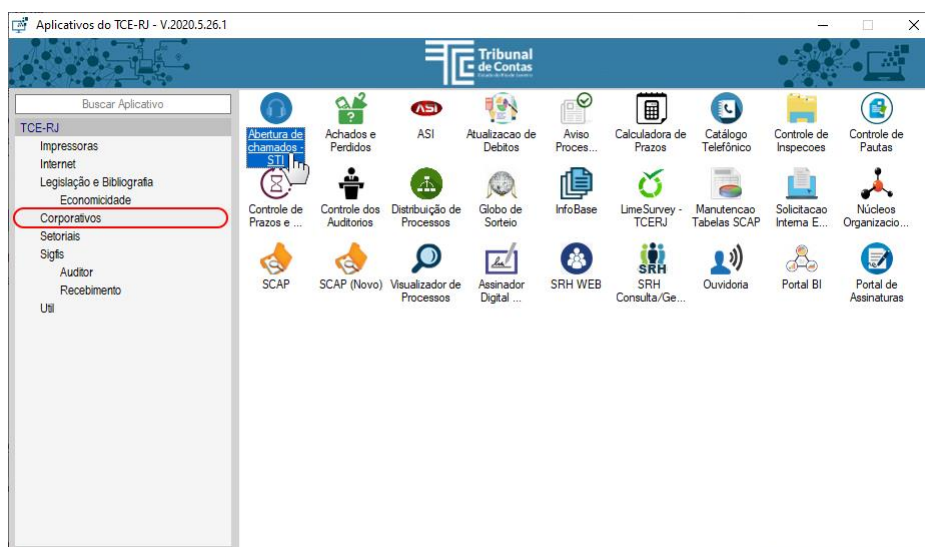 Aplicativos do TCE-RJ - V.2020.5.26.1
Tribunal
de Contas
Buscar Aplicativo
TCE-RJ
Impressoras
Internet
Legislação e Bibliografia
Economicidade
Corporativos
Setoriais
Sigfis
Auditor
Recebimento
Util
Abertura de
chamados -
STI
Achados e
Perdidos
ASI
ASI
Atualizacao de
Debitos
Aviso
Proces...
Calculadora de
Prazos
Catálogo
Telefônico
Controle de
Inspecoes
Controle de
Pautas
Controle de
Prazos e ...
Controle dos
Auditorios
Distribuição de
Processos
Globo de
Sorteio
InfoBase
LimeSurvey -
TCERJ
Manutencao
Tabelas SCAP
Solicitacao
Interna E...
Núcleos
Organizacio...
SCAP
SCAP (Novo)
Visualizador de
Processos
Assinador
Digital ...
SRH WEB
SRH
SRH
Consulta/Ge...
Ouvidoria
Portal BI
Portal de
Assinaturas